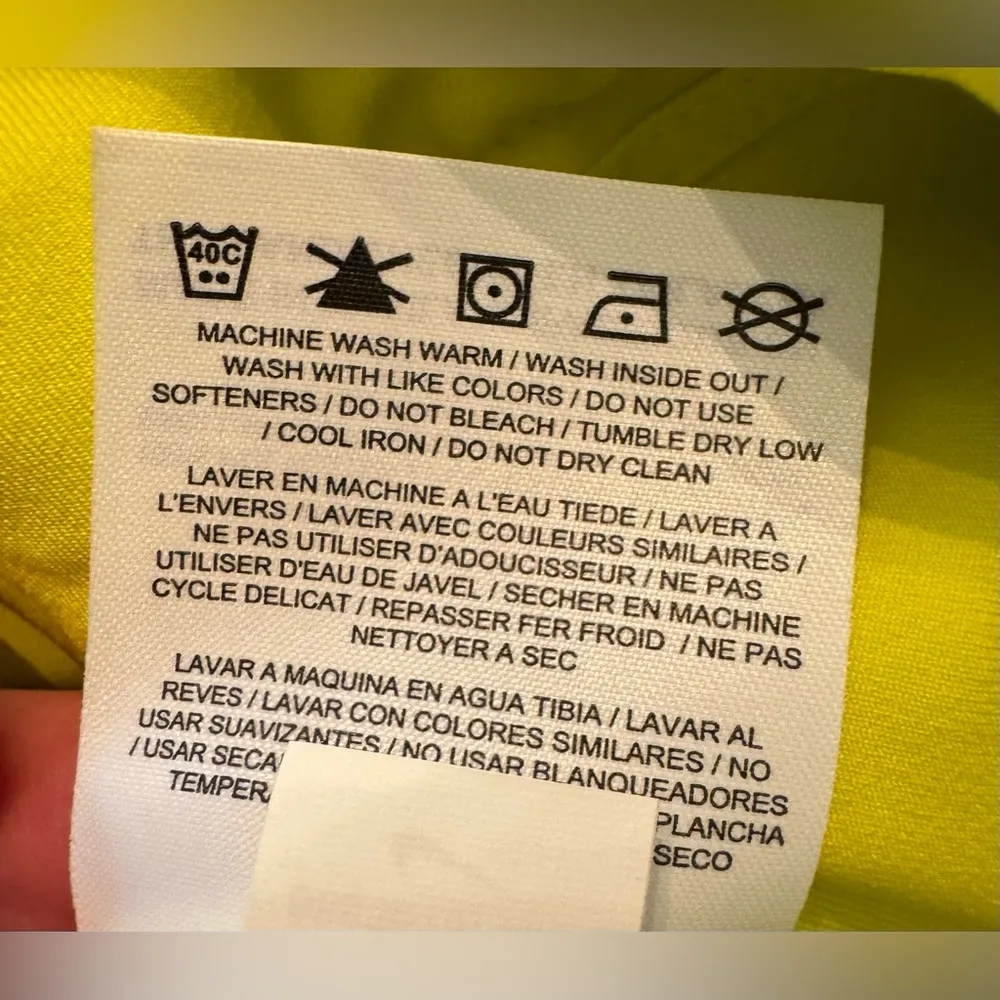 40C
MACHINE WASH WARM / WASH INSIDE OUT /
WASH WITH LIKE COLORS / DO NOT USE
SOFTENERS / DO NOT BLEACH / TUMBLE DRY LOW
/ COOL IRON / DO NOT DRY CLEAN
LAVER EN MACHINE A L'EAU TIEDE / LAVER A
L'ENVERS / LAVER AVEC COULEURS SIMILAIRES /
NE PAS UTILISER D'ADOUCISSEUR / NE PAS
UTILISER D'EAU DE JAVEL / SECHER EN MACHINE
CYCLE DELICAT / REPASSER FER FROID / NE PAS
NETTOYER A SEC
LAVAR A MAQUINA EN AGUA TIBIA / LAVAR AL
REVES / LAVAR CON COLORES SIMILARES / NO
USAR SUAVIZANTES / NO USAR BLANQUEADORES
/ USAR PLANCHA
SECO